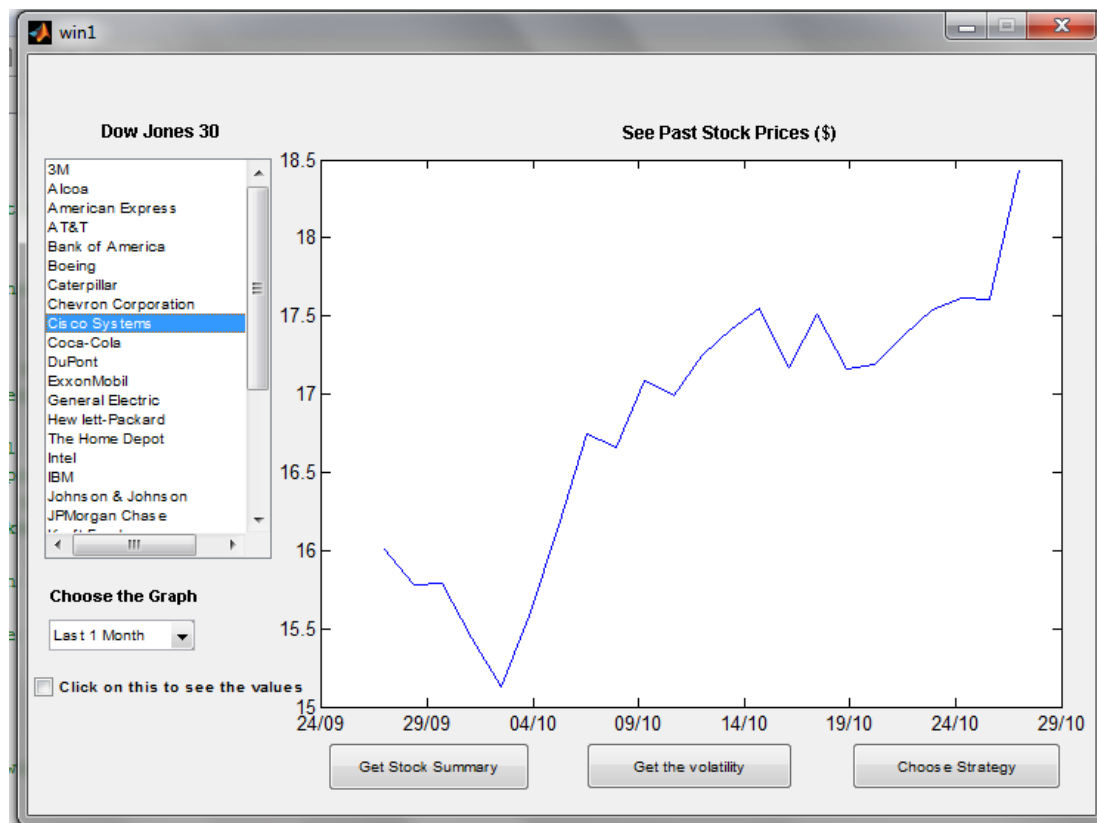 win1
Dow Jones 30
3M
Alcoa
American Express
AT&T
Bank of America
Boeing
Caterpillar
Chevron Corporation
Cisco Systems
Coca-Cola
DuPont
ExxonMobil
General Electric
Hewlett-Packard
The Home Depot
Intel
IBM
Johnson & Johnson
JPMorgan Chase
Choose the Graph
Last 1 Month
Click on this to see the values
See Past Stock Prices ($)
18.5
18
17.5
17
16.5
16
15.5
15
24/09 29/09 04/10 09/10 14/10 19/10 24/10 29/10
Get Stock Summary
Get the volatility
Choose Strategy